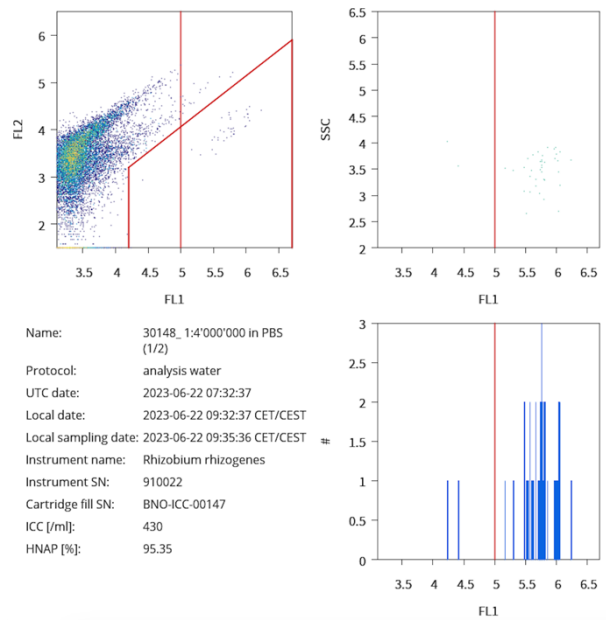 6.5
6
5
4
3
2
FL2
3.5 4 4.5 5 5.5 6 6.5
FL1
6.5
6
5.5
5
4.5
4
3.5
3
2.5
2
SSC
3.5 4 4.5 5 5.5 6 6.5
FL1
Name: 30148_ 1:4'000'000 in PBS
(1/2)
Protocol: analysis water
UTC date: 2023-06-22 07:32:37
Local date: 2023-06-22 09:32:37 CET/CEST
Local sampling date: 2023-06-22 09:35:36 CET/CEST
Instrument name: Rhizobium rhizogenes
Instrument SN: 910022
Cartridge fill SN: BNO-ICC-00147
ICC [/ml]: 430
HNAP [%]: 95.35
3
2.5
2
1.5
1
0.5
0
#
3.5 4 4.5 5 5.5 6 6.5
FL1